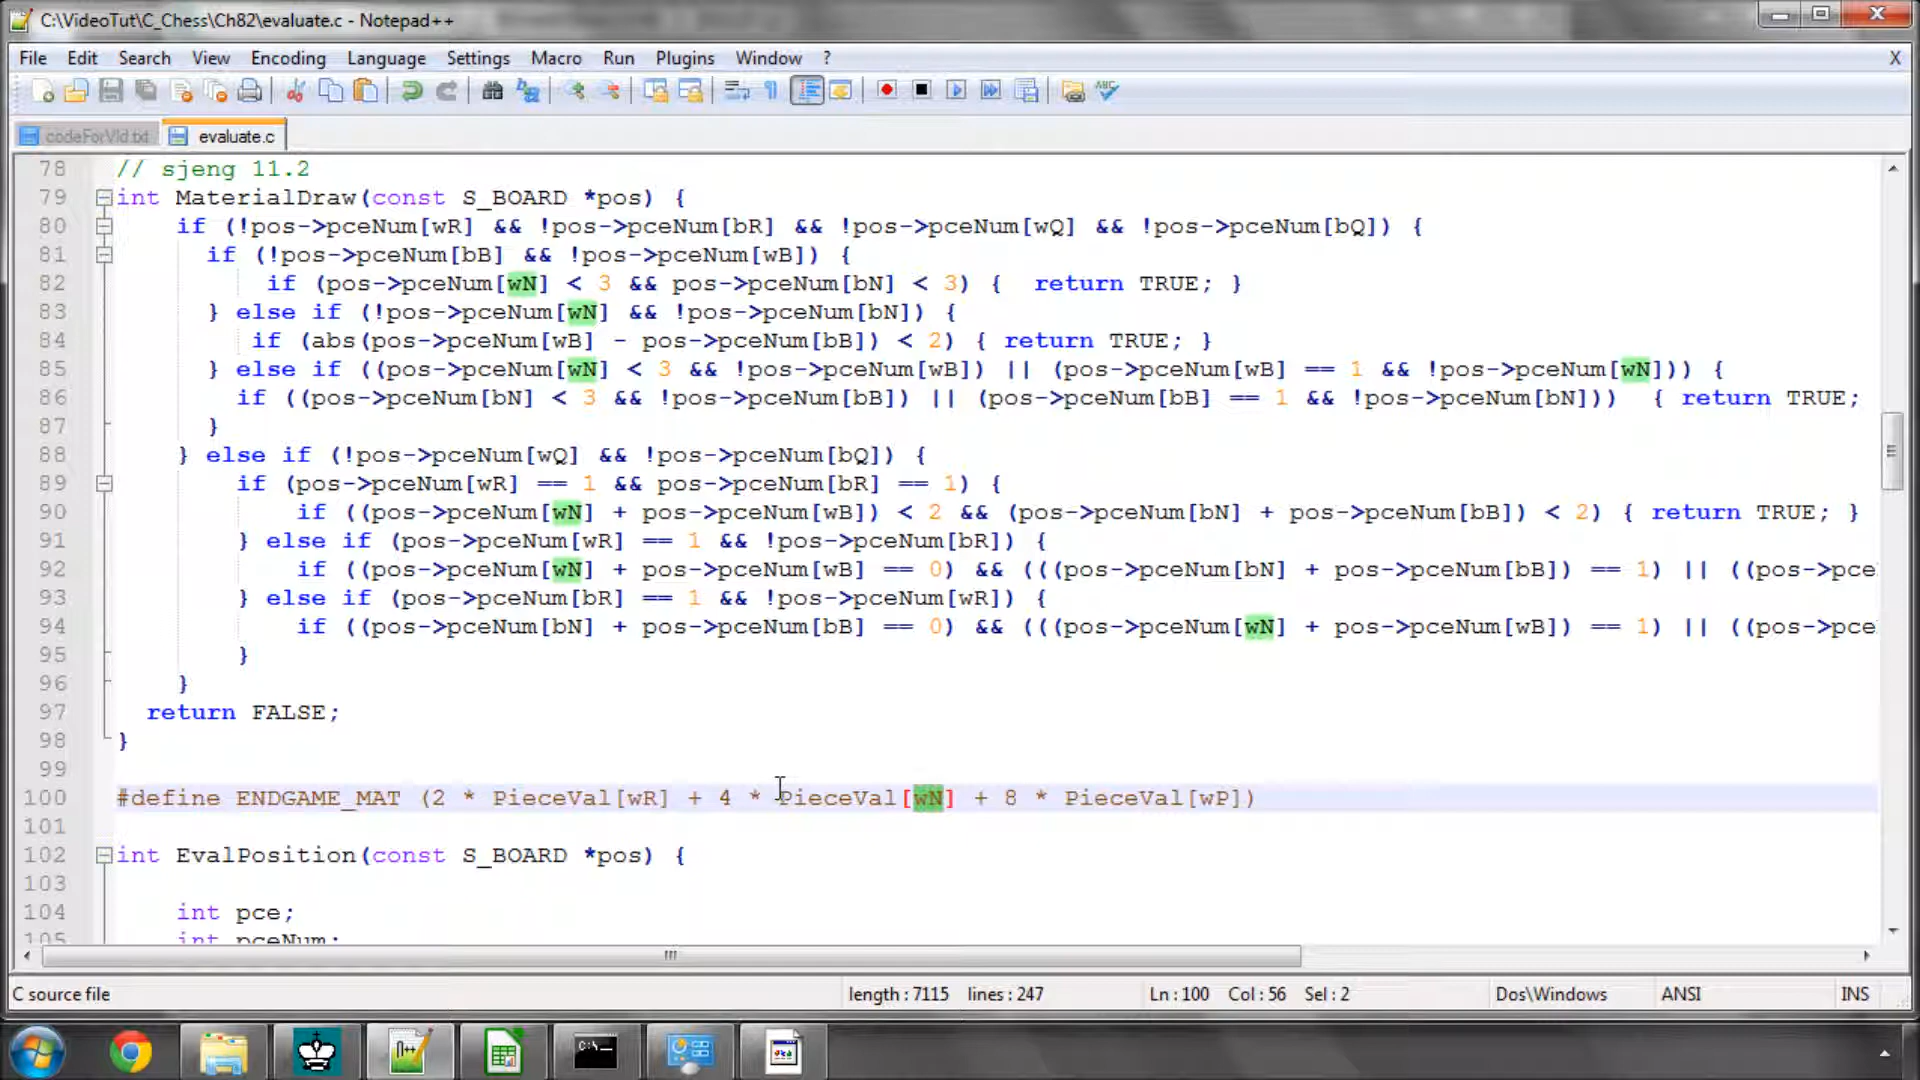 C:\VideoTut\C_Chess\Ch82\evaluate.c - Notepad++
File Edit Search View Encoding Language Settings Macro Run Plugins Window ? X
codeForVid.txt evaluate.c
78 // sjeng 11.2
79 int MaterialDraw(const S_BOARD *pos) {
80 if (!pos->pceNum[wR] && !pos->pceNum[bR] && !pos->pceNum[wQ] && !pos->pceNum[bQ]) {
81 if (!pos->pceNum[bB] && !pos->pceNum[wB]) {
82 if (pos->pceNum[wN] < 3 && pos->pceNum[bN] < 3) { return TRUE; }
83 } else if (!pos->pceNum[wN] && !pos->pceNum[bN]) {
84 if (abs(pos->pceNum[wB] - pos->pceNum[bB]) < 2) { return TRUE; }
85 } else if ((pos->pceNum[wN] < 3 && !pos->pceNum[wB]) || (pos->pceNum[wB] == 1 && !pos->pceNum[wN])) {
86 if ((pos->pceNum[bN] < 3 && !pos->pceNum[bB]) || (pos->pceNum[bB] == 1 && !pos->pceNum[bN])) { return TRUE;
87 }
88 } else if (!pos->pceNum[wQ] && !pos->pceNum[bQ]) {
89 if (pos->pceNum[wR] == 1 && pos->pceNum[bR] == 1) {
90 if ((pos->pceNum[wN] + pos->pceNum[wB]) < 2 && (pos->pceNum[bN] + pos->pceNum[bB]) < 2) { return TRUE; }
91 } else if (pos->pceNum[wR] == 1 && !pos->pceNum[bR]) {
92 if ((pos->pceNum[wN] + pos->pceNum[wB] == 0) && (((pos->pceNum[bN] + pos->pceNum[bB]) == 1) || ((pos->pce
93 } else if (pos->pceNum[bR] == 1 && !pos->pceNum[wR]) {
94 if ((pos->pceNum[bN] + pos->pceNum[bB] == 0) && (((pos->pceNum[wN] + pos->pceNum[wB]) == 1) || ((pos->pce
95 }
96 }
97 return FALSE;
98 }
99
100 #define ENDGAME_MAT (2 * PieceVal[wR] + 4 * PieceVal[wN] + 8 * PieceVal[wP])
101
102 int EvalPosition(const S_BOARD *pos) {
103
104 int pce;
105 int pceNum;
C source file length : 7115 lines : 247 Ln : 100 Col : 56 Sel : 2 Dos\Windows ANSI INS